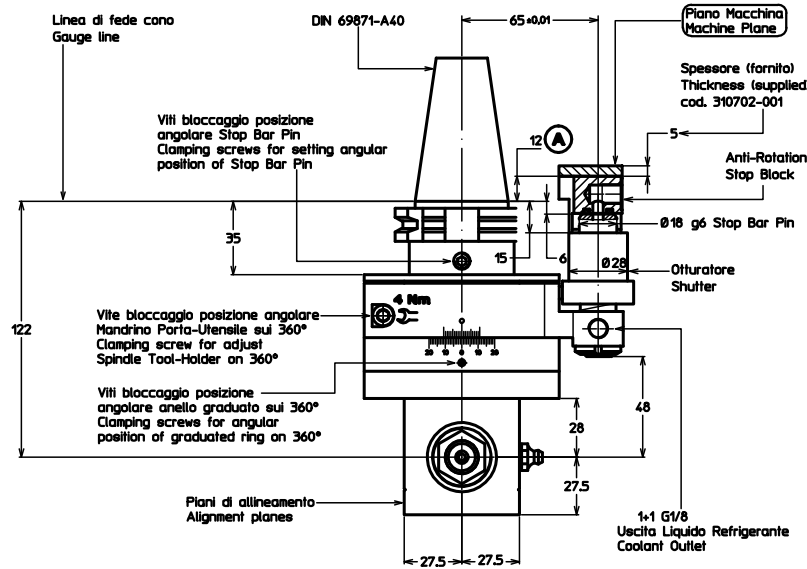 Linea di fede cono
Gauge line
DIN 69871-A40
65 ±0,01
Piano Macchina
Machine Plane
Spessore (fornito)
Thickness (supplied
cod. 310702-001
Viti bloccaggio posizione
angolare Stop Bar Pin
Clamping screws for setting angular
position of Stop Bar Pin
12 A
5
Anti-Rotation
Stop Block
Ø18 g6 Stop Bar Pin
35
15
6
Ø28
Otturatore
Shutter
4 Nm
122
Vite bloccaggio posizione angolare
Mandrino Porta-Utensile sui 360°
Clamping screw for adjust
Spindle Tool-Holder on 360°
20 10 0 10 20
Viti bloccaggio posizione
angolare anello graduato sui 360°
Clamping screws for angular
position of graduated ring on 360°
48
28
27.5
Piani di allineamento
Alignment planes
1+1 G1/8
Uscita Liquido Refrigerante
Coolant Outlet
27.5 27.5